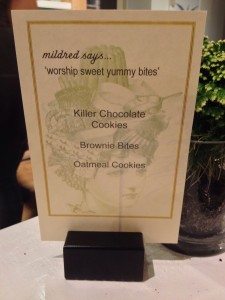 mildred says...
'worship sweet yummy bites'
Killer Chocolate
Cookies
Brownie Bites
Oatmeal Cookies